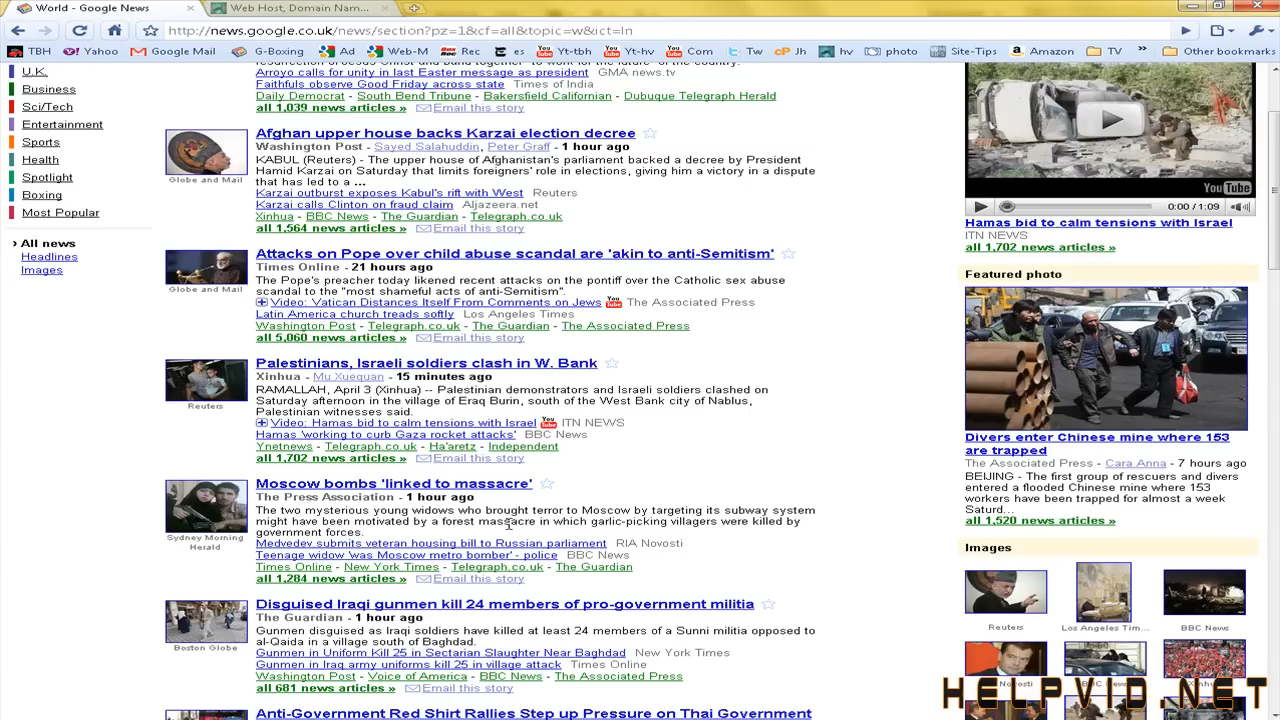 World - Google News
Web Host, Domain Nam...
http://news.google.co.uk/news/section?pz=1&cf=all&topic=w&ict=ln
TBH Yahoo Google Mail G-Boxing Ad Web-M Rec es Yt-tbh Yt-hv Com Tw Jh hv photo Site-Tips Amazon TV » Other bookmarks
U.K.
Business
Sci/Tech
Entertainment
Sports
Health
Spotlight
Boxing
Most Popular
› All news
Headlines
Images
Arroyo calls for unity in last Easter message as president GMA news.tv
Faithfuls observe Good Friday across state Times of India
Daily Democrat - South Bend Tribune - Bakersfield Californian - Dubuque Telegraph Herald
all 1,039 news articles » Email this story
Globe and Mail
Afghan upper house backs Karzai election decree
Washington Post - Sayed Salahuddin, Peter Graff - 1 hour ago
KABUL (Reuters) - The upper house of Afghanistan's parliament backed a decree by President
Hamid Karzai on Saturday that limits foreigners' role in elections, giving him a victory in a dispute
that has led to a ...
Karzai outburst exposes Kabul's rift with West Reuters
Karzai calls Clinton on fraud claim Aljazeera.net
Xinhua - BBC News - The Guardian - Telegraph.co.uk
all 1,564 news articles » Email this story
Globe and Mail
Attacks on Pope over child abuse scandal are 'akin to anti-Semitism'
Times Online - 21 hours ago
The Pope's preacher today likened recent attacks on the pontiff over the Catholic sex abuse
scandal to the "most shameful acts of anti-Semitism".
Video: Vatican Distances Itself From Comments on Jews The Associated Press
Latin America church treads softly Los Angeles Times
Washington Post - Telegraph.co.uk - The Guardian - The Associated Press
all 5,060 news articles » Email this story
Reuters
Palestinians, Israeli soldiers clash in W. Bank
Xinhua - Mu Xuequan - 15 minutes ago
RAMALLAH, April 3 (Xinhua) -- Palestinian demonstrators and Israeli soldiers clashed on
Saturday afternoon in the village of Eraq Burin, south of the West Bank city of Nablus,
Palestinian witnesses said.
Video: Hamas bid to calm tensions with Israel ITN NEWS
Hamas 'working to curb Gaza rocket attacks' BBC News
Ynetnews - Telegraph.co.uk - Ha'aretz - Independent
all 1,702 news articles » Email this story
Sydney Morning
Herald
Moscow bombs 'linked to massacre'
The Press Association - 1 hour ago
The two mysterious young widows who brought terror to Moscow by targeting its subway system
might have been motivated by a forest massacre in which garlic-picking villagers were killed by
government forces.
Medvedev submits veteran housing bill to Russian parliament RIA Novosti
Teenage widow 'was Moscow metro bomber' - police BBC News
Times Online - New York Times - Telegraph.co.uk - The Guardian
all 1,284 news articles » Email this story
Boston Globe
Disguised Iraqi gunmen kill 24 members of pro-government militia
The Guardian - 1 hour ago
Gunmen disguised as Iraqi soldiers have killed at least 24 members of a Sunni militia opposed to
al-Qaida in a village south of Baghdad.
Gunmen in Uniform Kill 25 in Sectarian Slaughter Near Baghdad New York Times
Gunmen in Iraq army uniforms kill 25 in village attack Times Online
Washington Post - Voice of America - BBC News - The Associated Press
all 681 news articles » Email this story
Anti-Government Red Shirt Rallies Step up Pressure on Thai Government
YouTube
0:00 / 1:09
Hamas bid to calm tensions with Israel
ITN NEWS
all 1,702 news articles »
Featured photo
Divers enter Chinese mine where 153
are trapped
The Associated Press - Cara Anna - 7 hours ago
BEIJING - The first group of rescuers and divers
entered a flooded Chinese mine where 153
workers have been trapped for almost a week
Saturd...
all 1,520 news articles »
Images
Reuters
Los Angeles Tim...
BBC News
HELPVID.NET